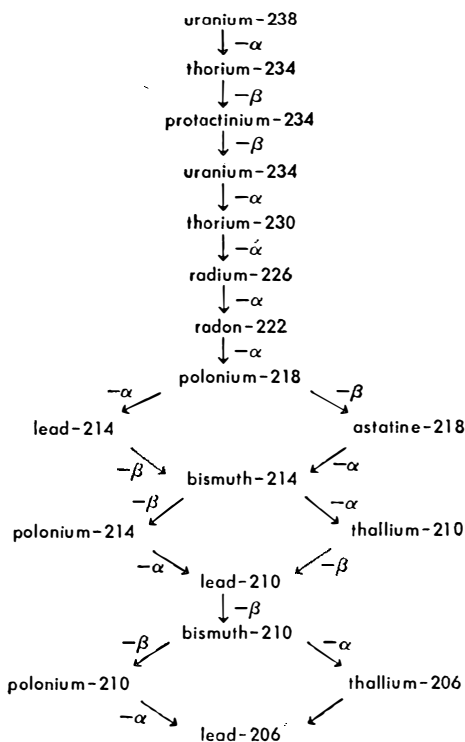 uranium-238
-α
thorium-234
-β
protactinium-234
-β
uranium-234
-α
thorium-230
-α
radium-226
-α
radon-222
-α
polonium-218
-α -β
lead-214 astatine-218
-β -α
bismuth-214
-β -α
polonium-214 thallium-210
-α -β
lead-210
-β
bismuth-210
-β -α
polonium-210 thallium-206
-α
lead-206